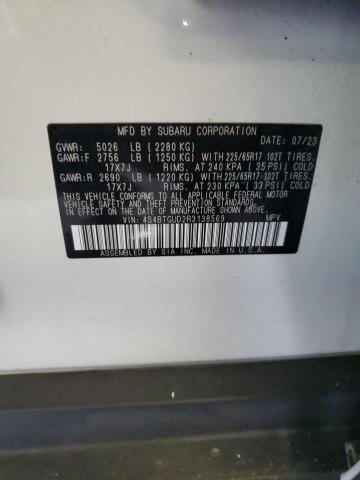 MFD BY SUBARU CORPORATION
DATE: 07/23
GVWR: 5026 LB (2280 KG)
GAWR:F 2756 LB (1250 KG) WITH 225/65R17 102T TIRES.
17X7J RIMS. AT 240 KPA (35 PSI) COLD
GAWR:R 2690 LB (1220 KG) WITH 225/65R17 102T TIRES.
17X7J RIMS. AT 230 KPA (33 PSI) COLD
THIS VEHICLE CONFORMS TO ALL APPLICABLE FEDERAL MOTOR
VEHICLE SAFETY AND THEFT PREVENTION STANDARDS IN EFFECT
ON THE DATE OF MANUFACTURE SHOWN ABOVE.
VIN: 4S4BTGUD2R3138569 MPV
ASSEMBLED BY SIA INC. MADE IN U.S.A.